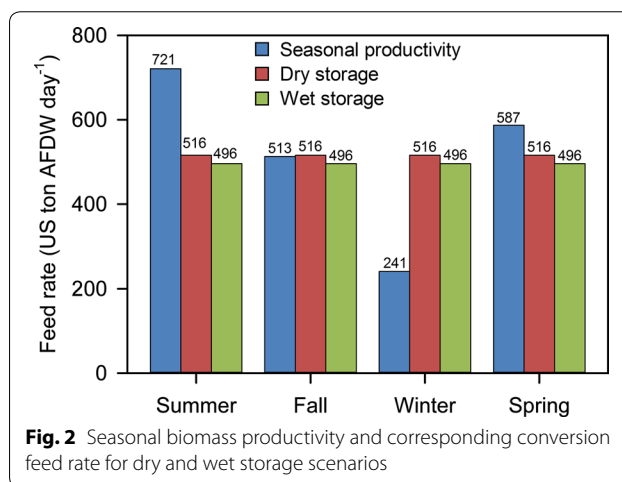 800
600
400
200
0
Feed rate (US ton AFDW day⁻¹)
Seasonal productivity
Dry storage
Wet storage
721
516
496
513
516
496
241
516
496
587
516
496
Summer
Fall
Winter
Spring
Fig. 2 Seasonal biomass productivity and corresponding conversion
feed rate for dry and wet storage scenarios